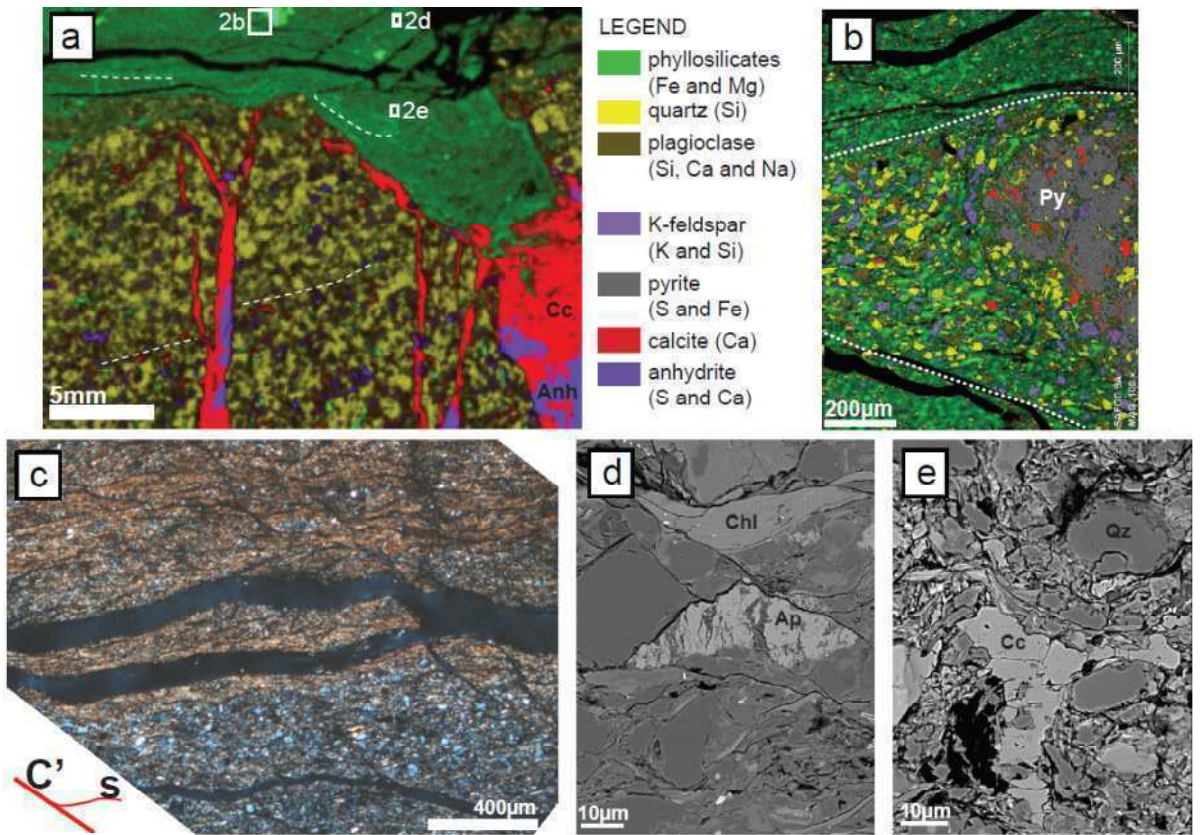 a
2b
2d
2e
Cc
Anh
5mm
LEGEND
phyllosilicates
(Fe and Mg)
quartz (Si)
plagioclase
(Si, Ca and Na)
K-feldspar
(K and Si)
pyrite
(S and Fe)
calcite (Ca)
anhydrite
(S and Ca)
b
200 µm
Py
200µm
c
C'
s
400µm
d
Chl
Ap
10µm
e
Qz
Cc
10µm